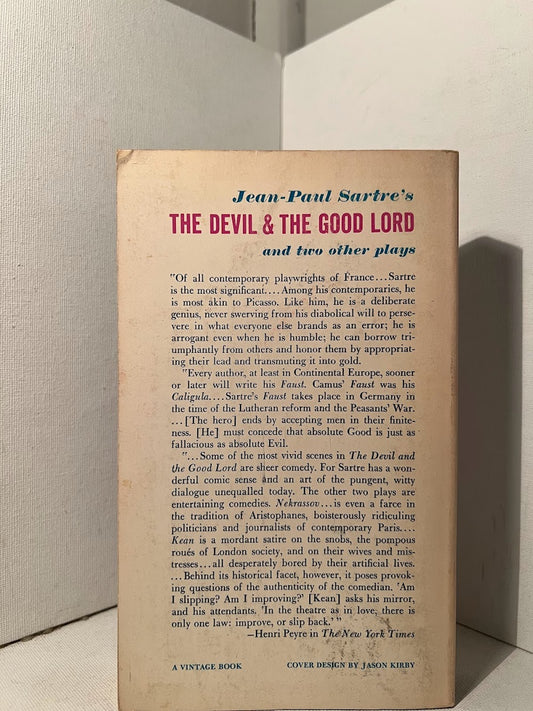 Jean-Paul Sartre's
THE DEVIL & THE GOOD LORD
and two other plays
"Of all contemporary playwrights of France...Sartre
is the most significant....Among his contemporaries, he
is most akin to Picasso. Like him, he is a deliberate
genius, never swerving from his diabolical will to perse-
vere in what everyone else brands as an error; he is
arrogant even when he is humble; he can borrow tri-
umphantly from others and honor them by appropriat-
ing their lead and transmuting it into gold.
"Every author, at least in Continental Europe, sooner
or later will write his Faust. Camus' Faust was his
Caligula....Sartre's Faust takes place in Germany in
the time of the Lutheran reform and the Peasants' War.
...[The hero] ends by accepting men in their finite-
ness. [He] must concede that absolute Good is just as
fallacious as absolute Evil.
"...Some of the most vivid scenes in The Devil and
the Good Lord are sheer comedy. For Sartre has a won-
derful comic sense and an art of the pungent, witty
dialogue unequalled today. The other two plays are
entertaining comedies. Nekrassov...is even a farce in
the tradition of Aristophanes, boisterously ridiculing
politicians and journalists of contemporary Paris....
Kean is a mordant satire on the snobs, the pompous
roués of London society, and on their wives and mis-
tresses...all desperately bored by their artificial lives.
...Behind its historical facet, however, it poses provok-
ing questions of the authenticity of the comedian. 'Am
I slipping? Am I improving?' [Kean] asks his mirror,
and his attendants. 'In the theatre as in love, there is
only one law: improve, or slip back.'"
—Henri Peyre in The New York Times
A VINTAGE BOOK
COVER DESIGN BY JASON KIRBY